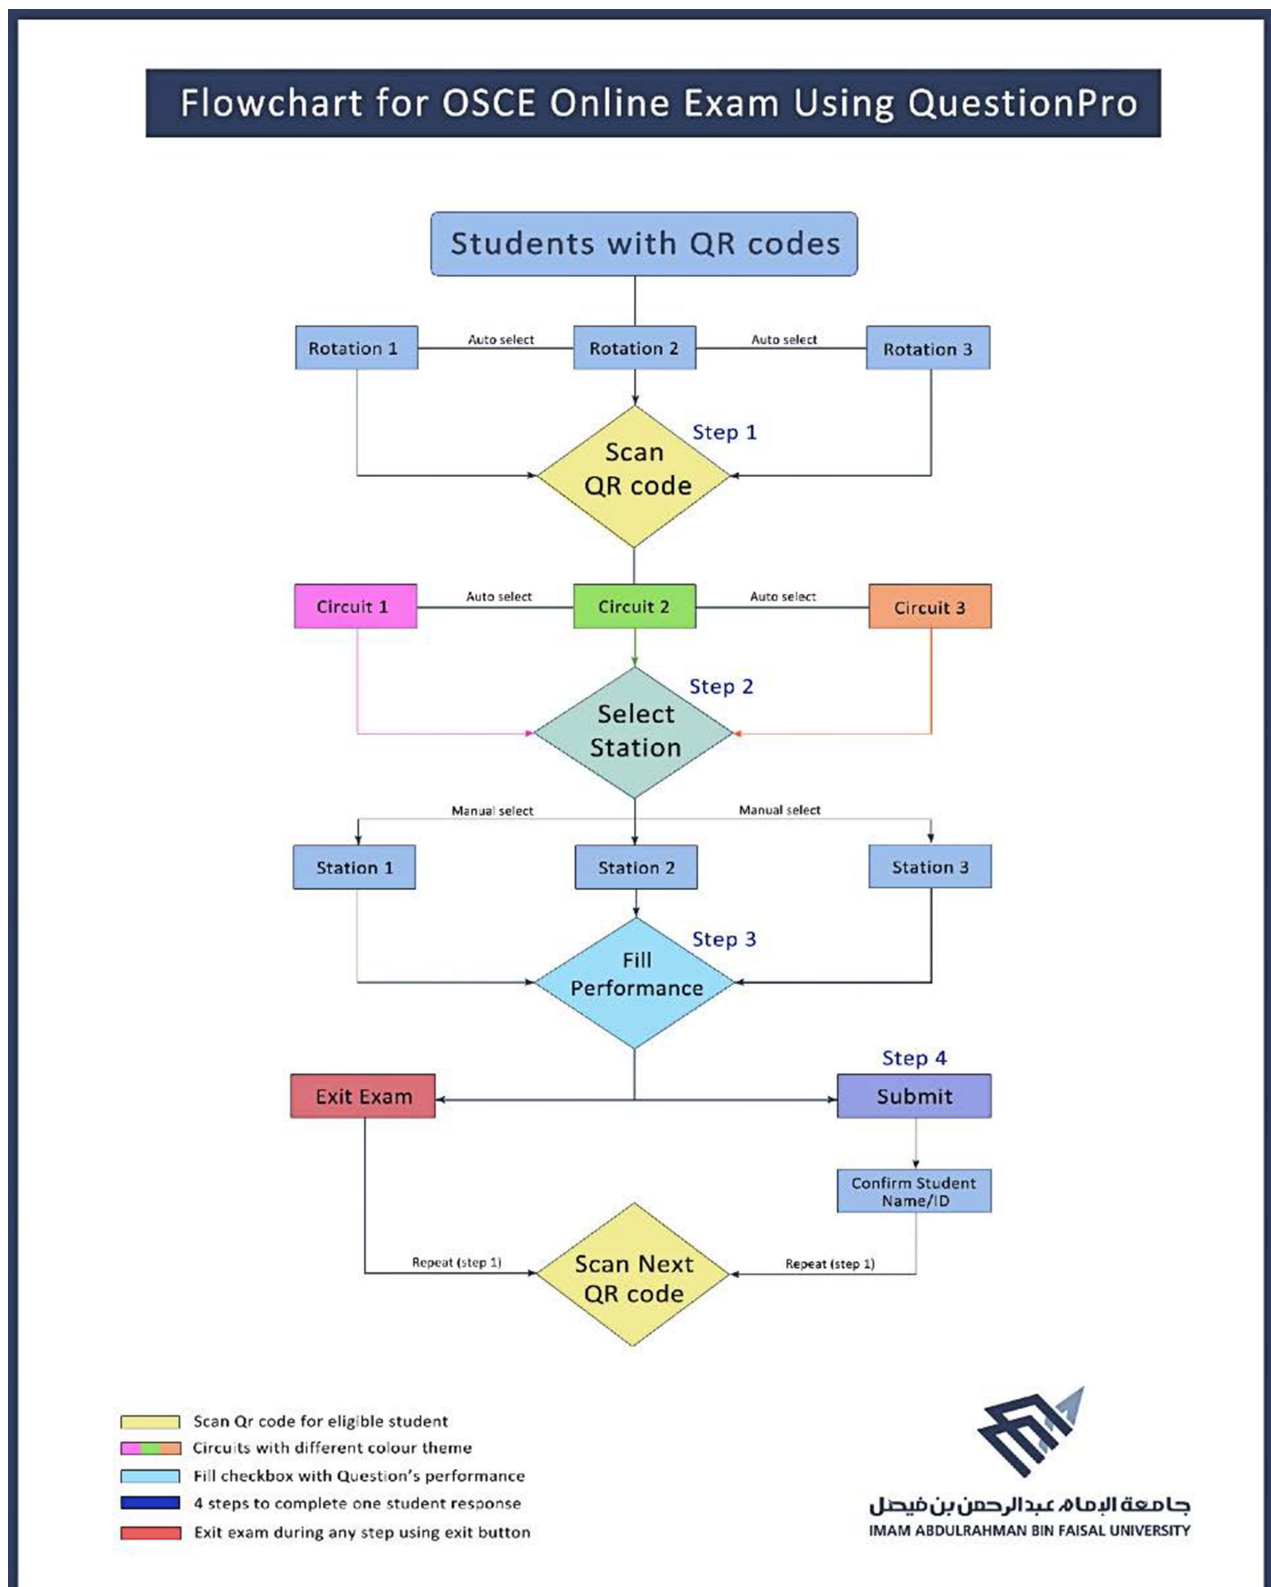 Flowchart for OSCE Online Exam Using QuestionPro
Students with QR codes
Rotation 1
Auto select
Rotation 2
Auto select
Rotation 3
Step 1
Scan
QR code
Circuit 1
Auto select
Circuit 2
Auto select
Circuit 3
Step 2
Select
Station
Manual select
Manual select
Station 1
Station 2
Station 3
Step 3
Fill
Performance
Step 4
Exit Exam
Submit
Confirm Student
Name/ID
Repeat (step 1)
Scan Next
QR code
Repeat (step 1)
Scan Qr code for eligible student
Circuits with different colour theme
Fill checkbox with Question's performance
4 steps to complete one student response
Exit exam during any step using exit button
جامعة الإمام عبدالرحمن بن فيصل
IMAM ABDULRAHMAN BIN FAISAL UNIVERSITY